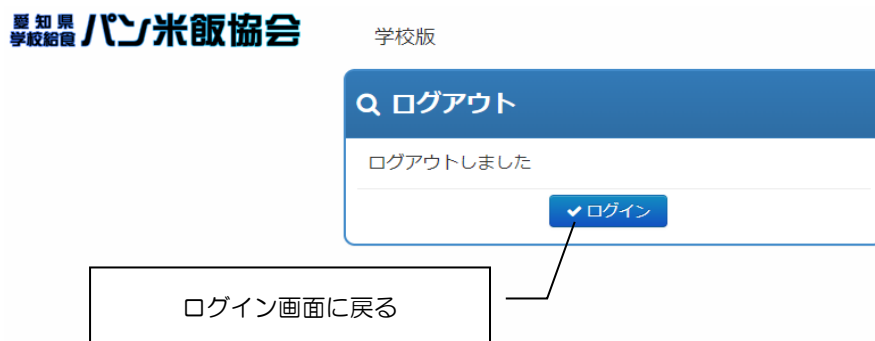 愛知県
学校給食
パン米飯協会
学校版
ログアウト
ログアウトしました
ログイン
ログイン画面に戻る